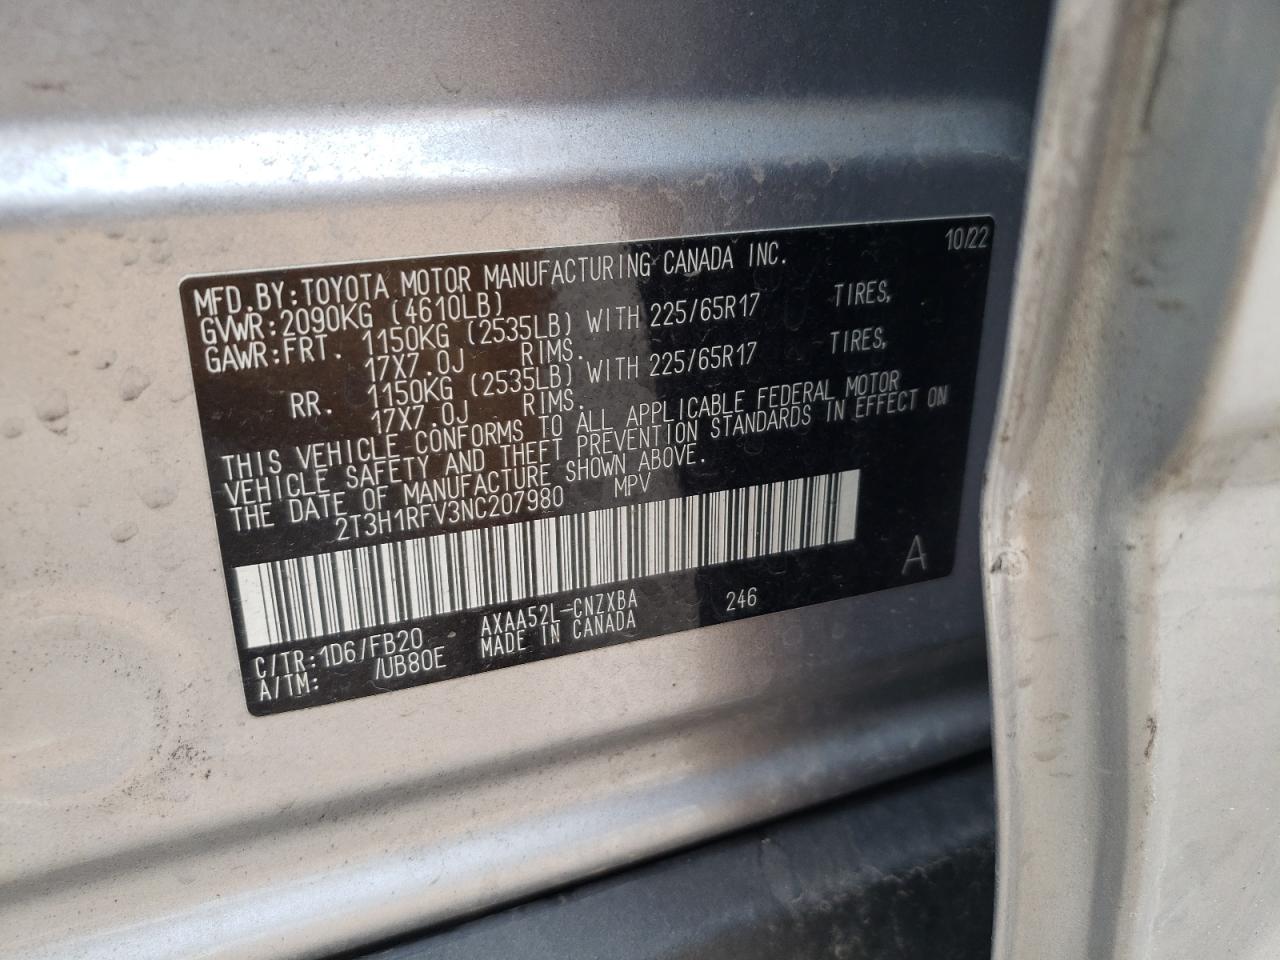 10/22
MFD.BY:TOYOTA MOTOR MANUFACTURING CANADA INC.
GVWR:2090KG (4610LB)
GAWR:FRT. 1150KG (2535LB) WITH 225/65R17 TIRES,
17X7.0J RIMS.
RR. 1150KG (2535LB) WITH 225/65R17 TIRES,
17X7.0J RIMS.
THIS VEHICLE CONFORMS TO ALL APPLICABLE FEDERAL MOTOR
VEHICLE SAFETY AND THEFT PREVENTION STANDARDS IN EFFECT ON
THE DATE OF MANUFACTURE SHOWN ABOVE.
2T3H1RFV3NC207980 MPV
A
C/TR:1D6/FB20 AXAA52L-CNZXBA 246
A/TM: /UB80E MADE IN CANADA